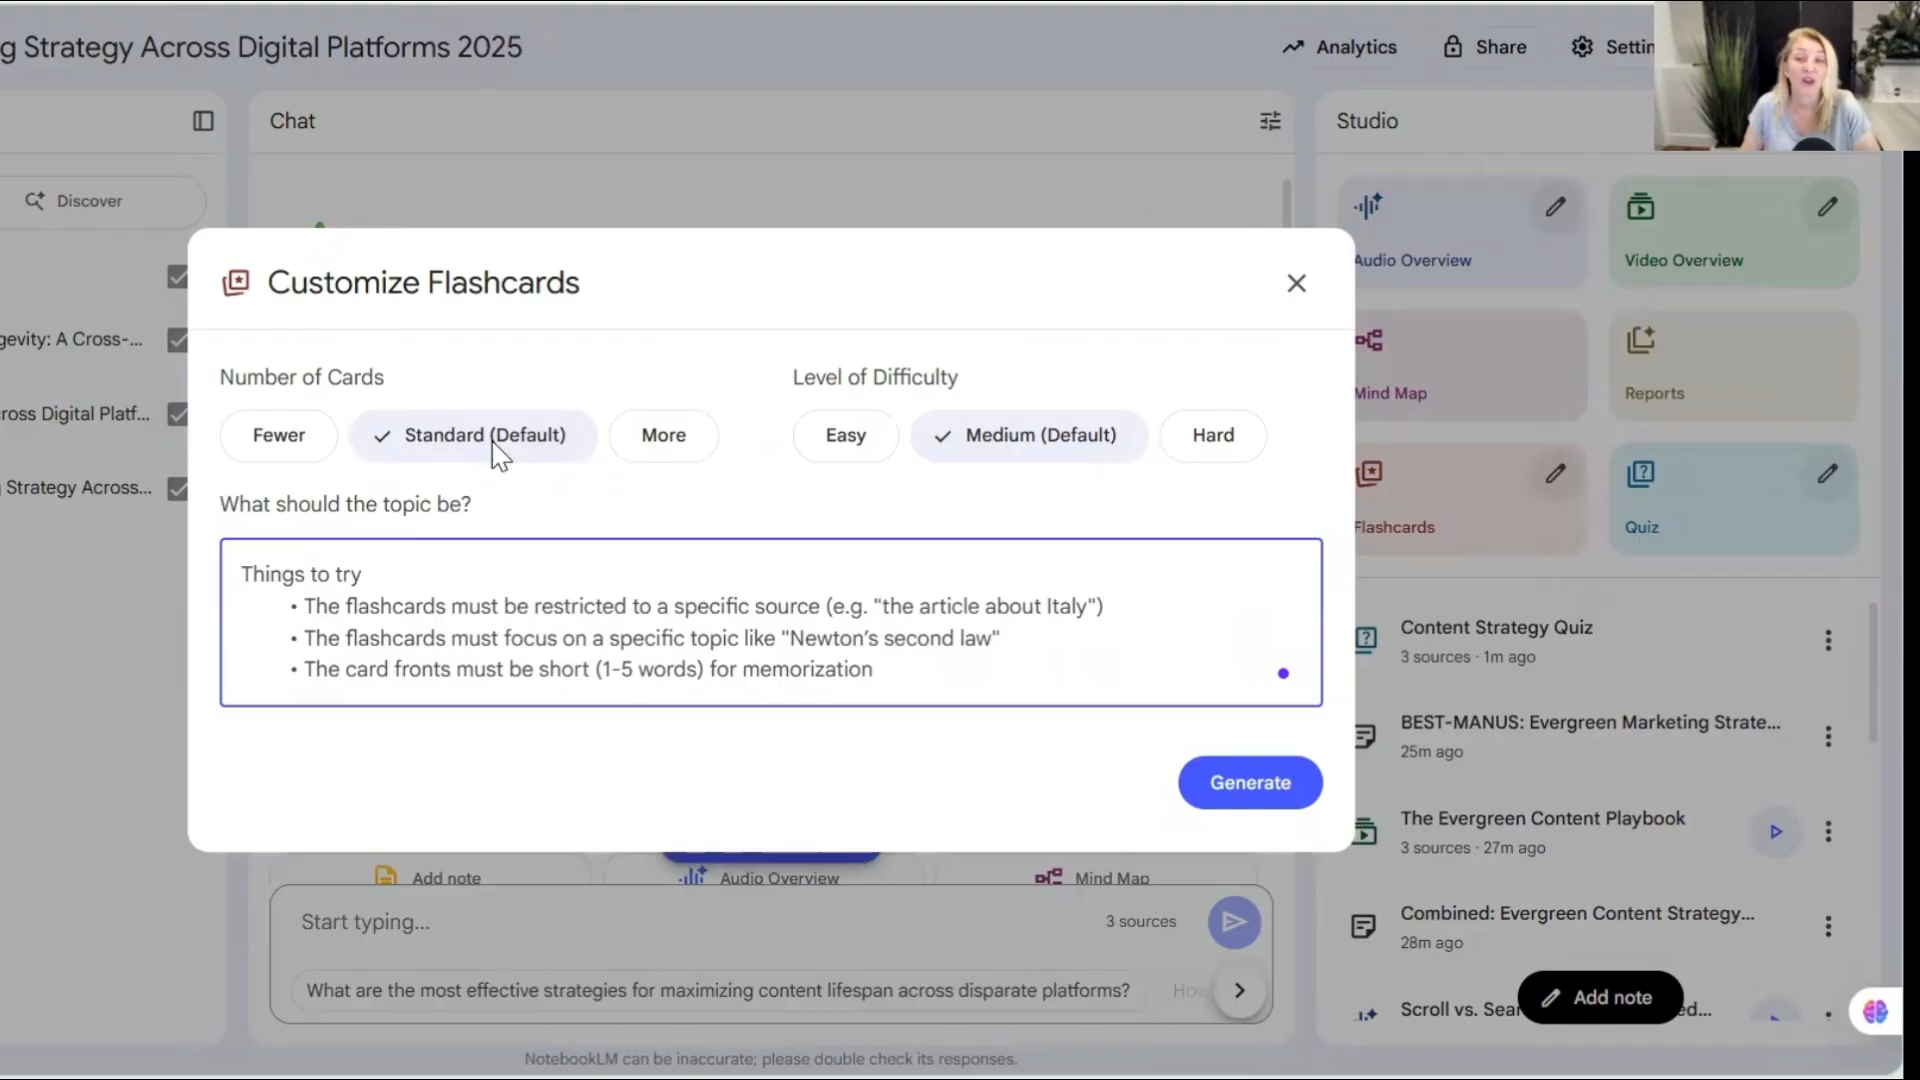 g Strategy Across Digital Platforms 2025
Analytics
Share
Settin
Chat
Studio
Discover
Audio Overview
Video Overview
gevity: A Cross-...
ross Digital Platf...
Strategy Across...
Mind Map
Reports
Flashcards
Quiz
Customize Flashcards
Number of Cards
Level of Difficulty
Fewer
Standard (Default)
More
Easy
Medium (Default)
Hard
What should the topic be?
Things to try
• The flashcards must be restricted to a specific source (e.g. "the article about Italy")
• The flashcards must focus on a specific topic like "Newton's second law"
• The card fronts must be short (1-5 words) for memorization
Generate
Content Strategy Quiz
3 sources · 1m ago
BEST-MANUS: Evergreen Marketing Strate...
25m ago
The Evergreen Content Playbook
3 sources · 27m ago
Combined: Evergreen Content Strategy...
28m ago
Scroll vs. Sear
ed...
Add note
Add note
Audio Overview
Mind Map
Start typing...
3 sources
What are the most effective strategies for maximizing content lifespan across disparate platforms?
How
NotebookLM can be inaccurate; please double check its responses.